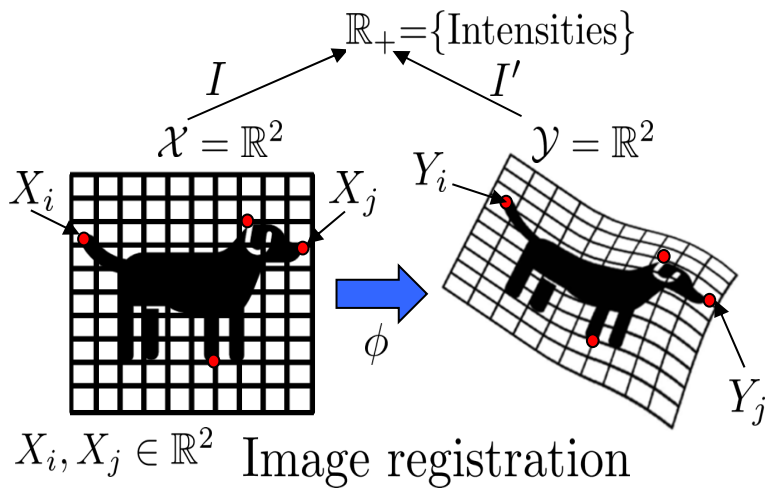 ℝ₊={Intensities}
I
I′
𝒳 = ℝ²
𝒴 = ℝ²
Xᵢ
Xⱼ
Yᵢ
ϕ
Yⱼ
Xᵢ, Xⱼ ∈ ℝ²
Image registration